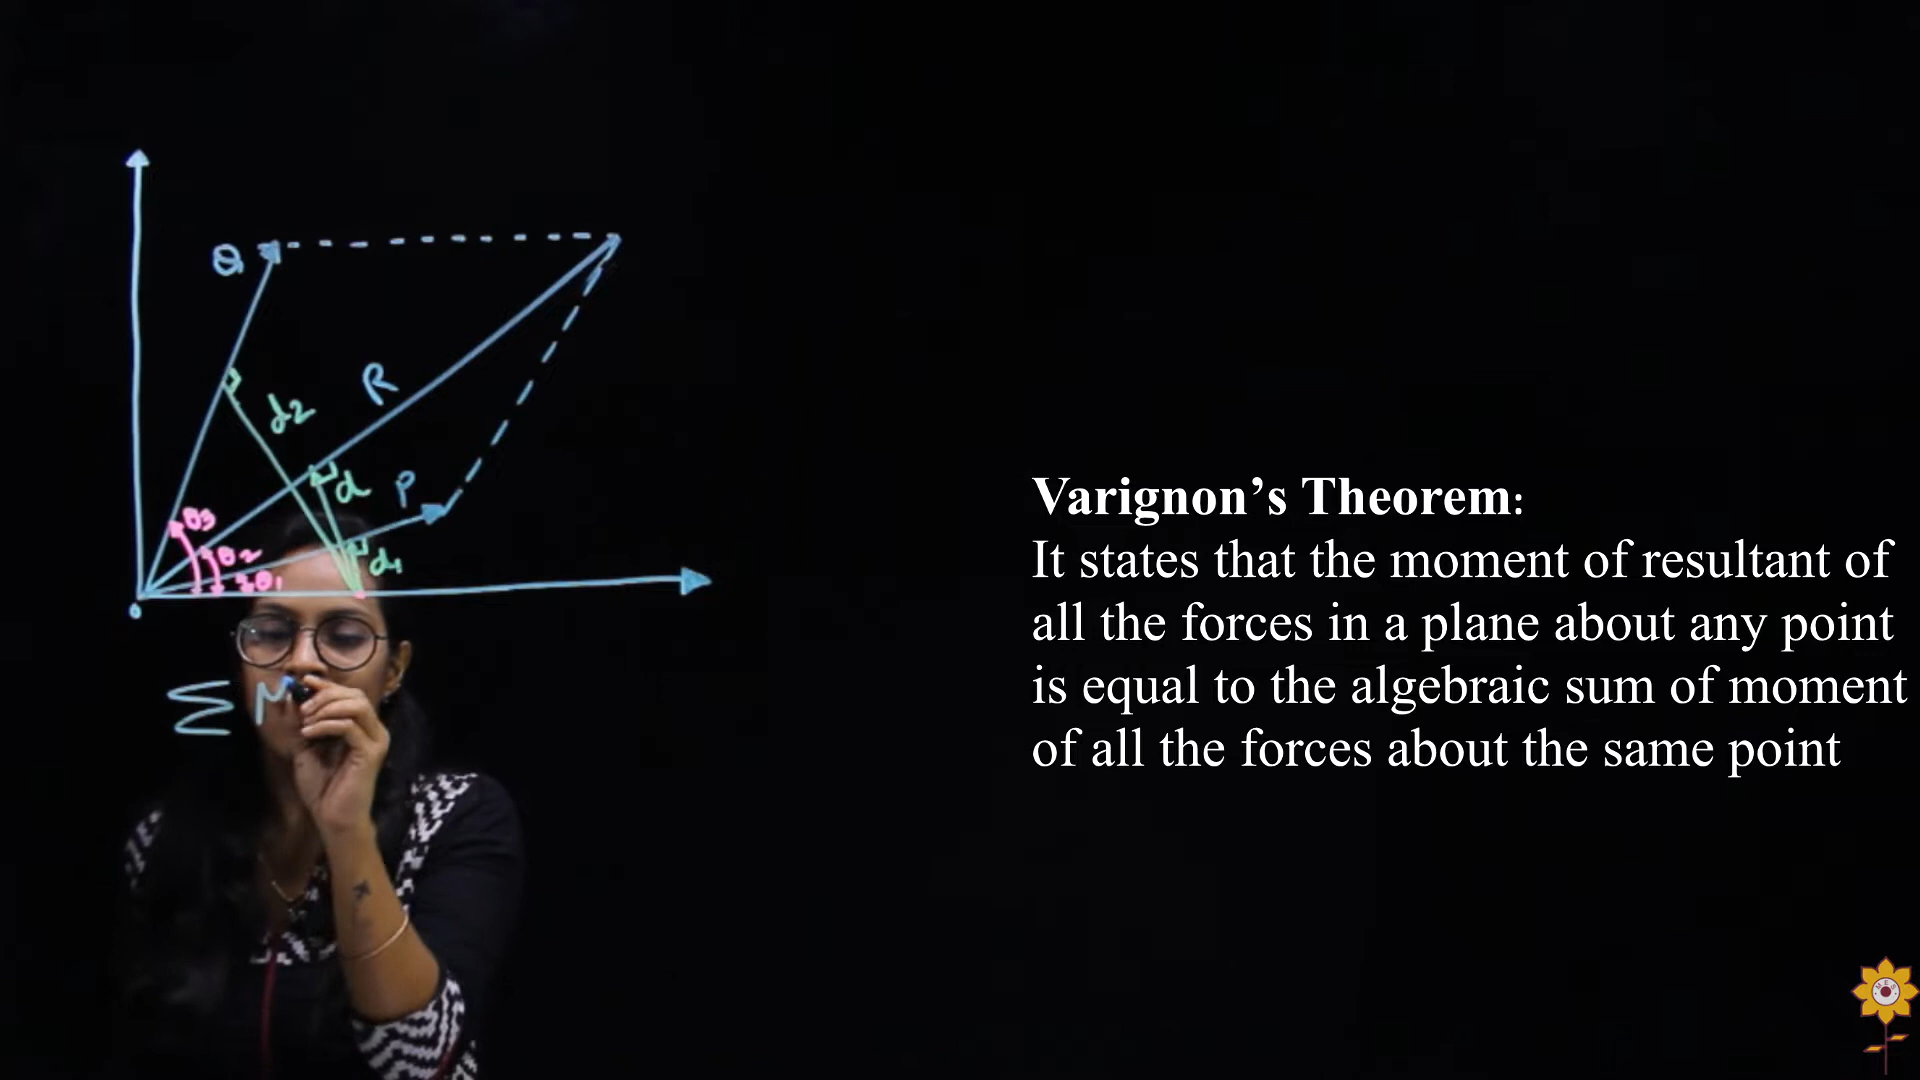 Q
R
d2
d
P
θ3
θ2
θ1
d1
0
Σ M
Varignon’s Theorem:
It states that the moment of resultant of
all the forces in a plane about any point
is equal to the algebraic sum of moment
of all the forces about the same point
MES